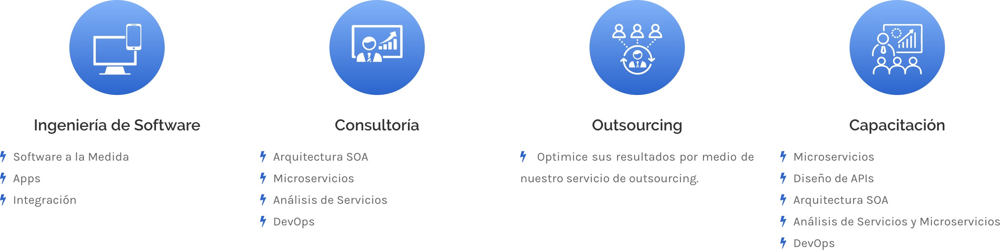 Ingeniería de Software
Software a la Medida
Apps
Integración
Consultoría
Arquitectura SOA
Microservicios
Análisis de Servicios
DevOps
Outsourcing
Optimice sus resultados por medio de
nuestro servicio de outsourcing.
Capacitación
Microservicios
Diseño de APIs
Arquitectura SOA
Análisis de Servicios y Microservicios
DevOps